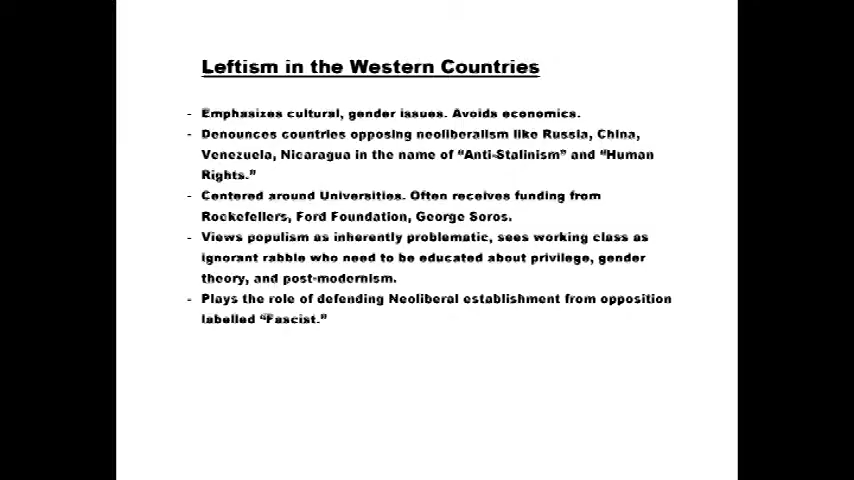 Leftism in the Western Countries
- Emphasizes cultural, gender issues. Avoids economics.
- Denounces countries opposing neoliberalism like Russia, China,
Venezuela, Nicaragua in the name of “Anti-Stalinism” and “Human
Rights.”
- Centered around Universities. Often receives funding from
Rockefellers, Ford Foundation, George Soros.
- Views populism as inherently problematic, sees working class as
ignorant rabble who need to be educated about privilege, gender
theory, and post-modernism.
- Plays the role of defending Neoliberal establishment from opposition
labelled “Fascist.”